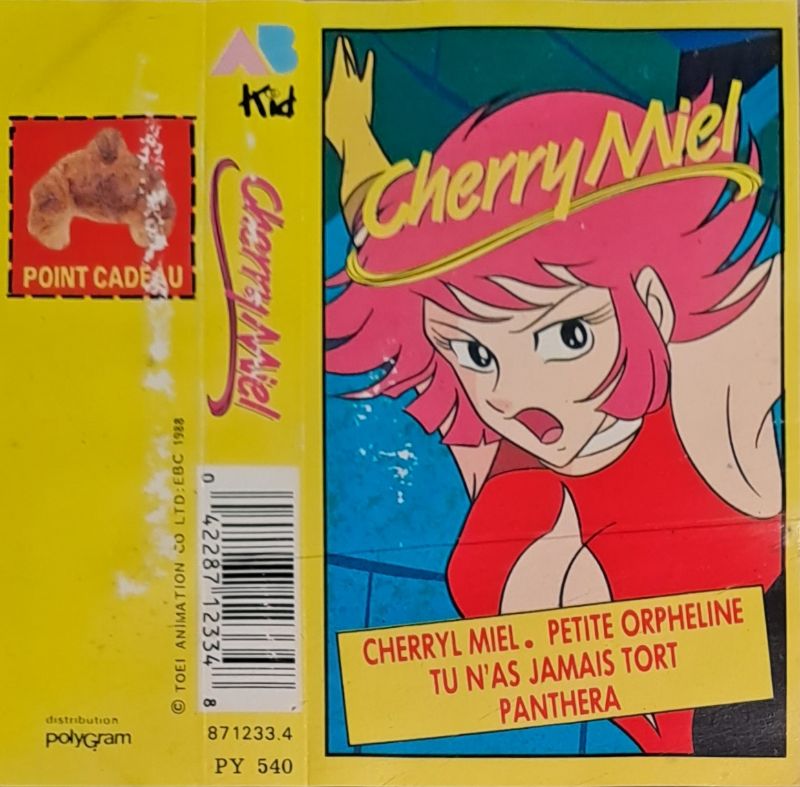 POINT CADEAU
© TOEI ANIMATION CO LTD:EBC 1988
distribution
polyGram
AB
Kid
Cherry Miel
0 42287 12334 8
871233.4
PY 540
Cherry Miel
CHERRYL MIEL. PETITE ORPHELINE
TU N'AS JAMAIS TORT
PANTHERA